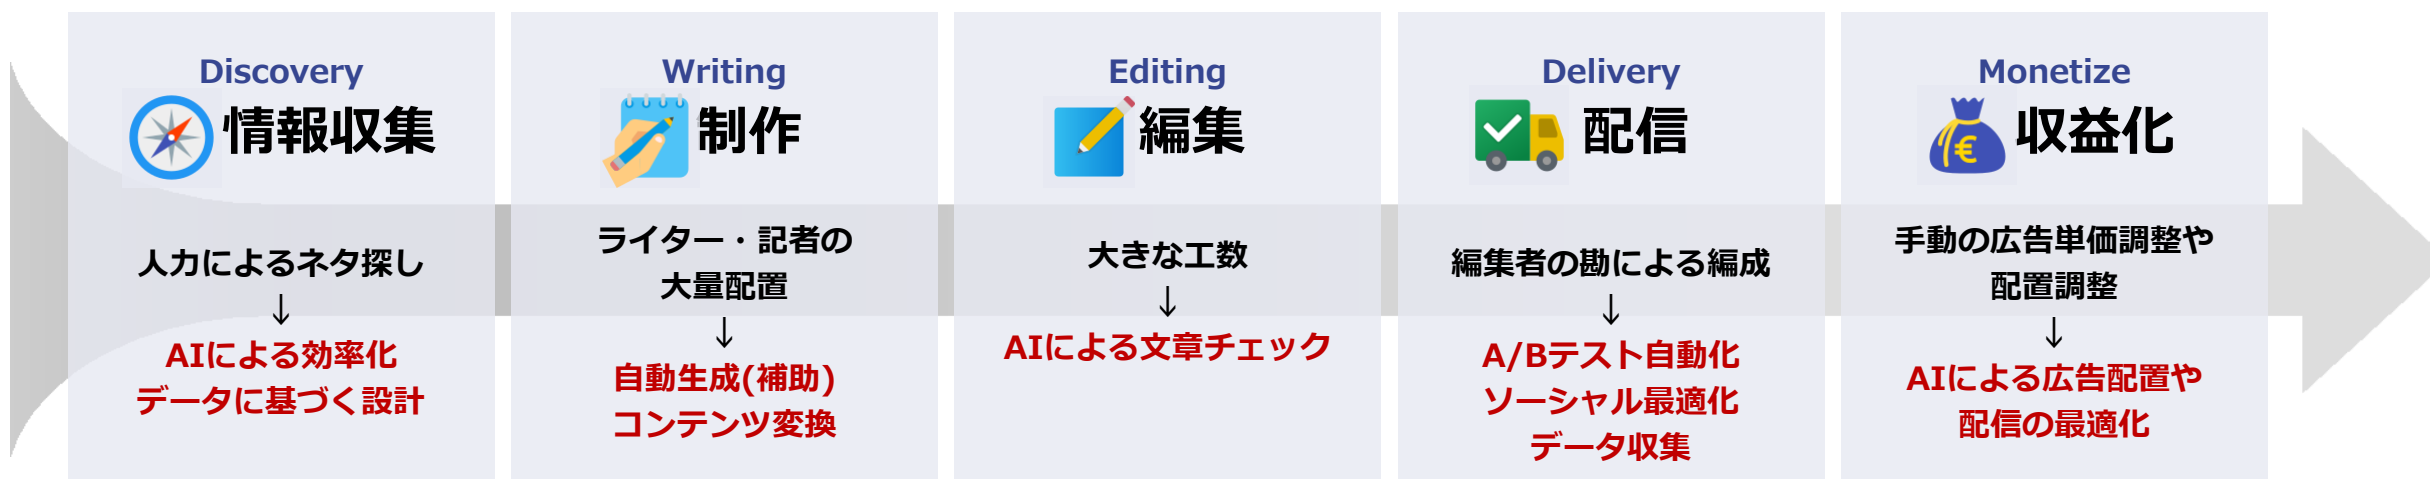 Discovery
情報収集
人力によるネタ探し
↓
AIによる効率化
データに基づく設計
Writing
制作
ライター・記者の
大量配置
↓
自動生成(補助)
コンテンツ変換
Editing
編集
大きな工数
↓
AIによる文章チェック
Delivery
配信
編集者の勘による編成
↓
A/Bテスト自動化
ソーシャル最適化
データ収集
Monetize
収益化
手動の広告単価調整や
配置調整
↓
AIによる広告配置や
配信の最適化